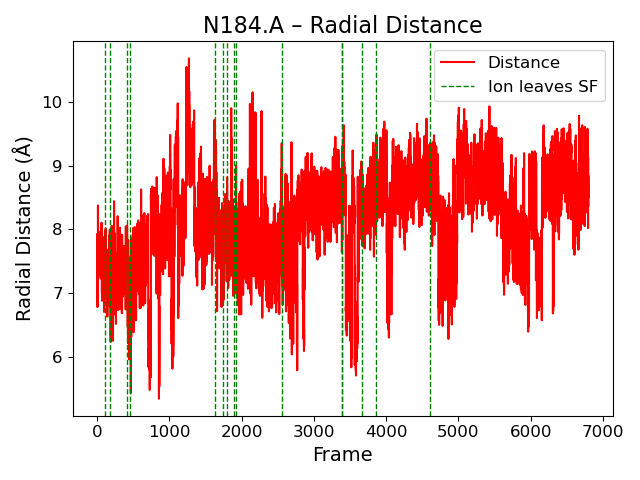 N184.A – Radial Distance
Distance
Ion leaves SF
Radial Distance (Å)
10
9
8
7
6
0 1000 2000 3000 4000 5000 6000 7000
Frame